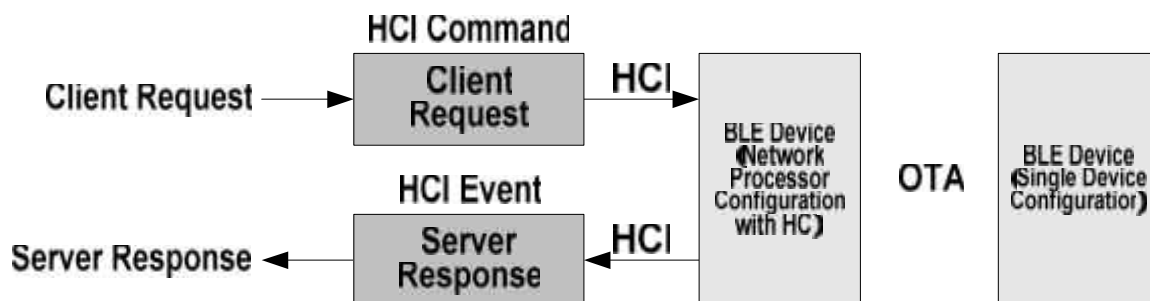 HCI Command
Client Request
Client
Request
HCI
HCI Event
Server Response
Server
Response
HCI
BLE Device
(Network
Processor
Configuration
with HC)
OTA
BLE Device
(Single Device
Configuration)